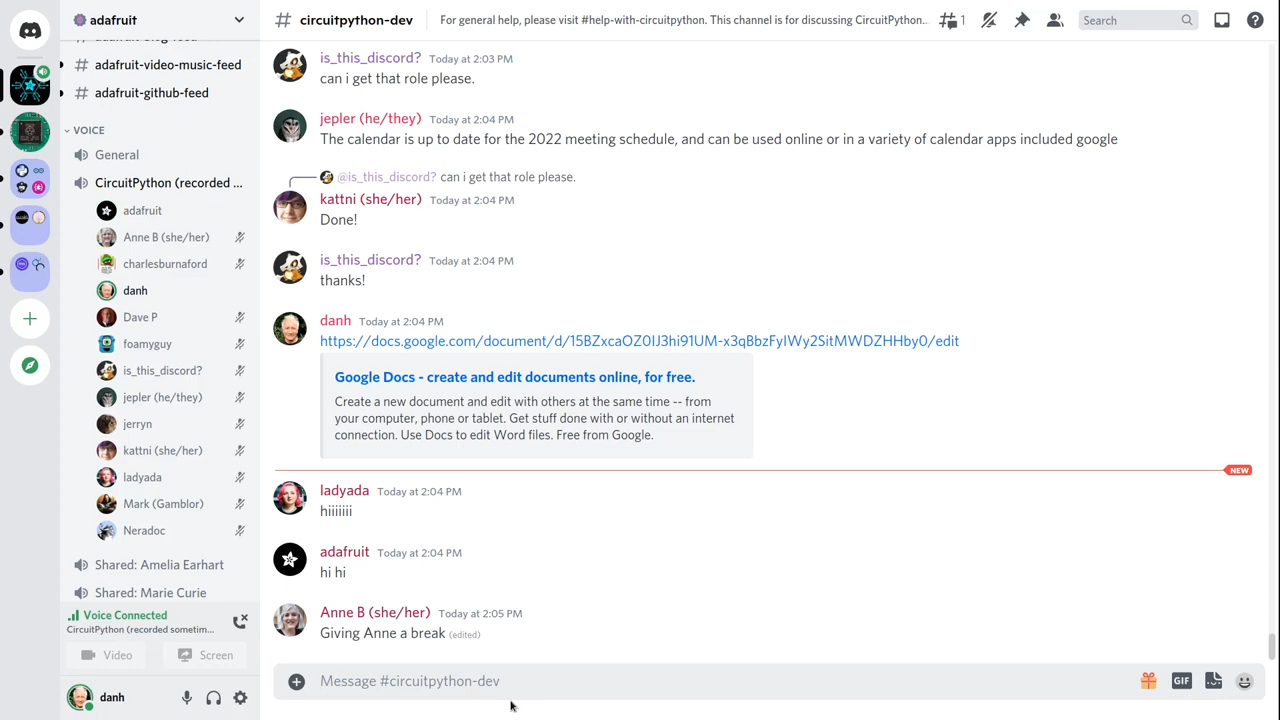 adafruit
adafruit-video-music-feed
# adafruit-github-feed
VOICE
General
CircuitPython (recorded ...
adafruit
Anne B (she/her)
charlesburnaford
danh
Dave P
foamyguy
is_this_discord?
jepler (he/they)
jerryn
kattni (she/her)
ladyada
Mark (Gamblor)
Neradoc
Shared: Amelia Earhart
Shared: Marie Curie
Voice Connected
CircuitPython (recorded sometim...
Video
Screen
danh
# circuitpython-dev
For general help, please visit #help-with-circuitpython. This channel is for discussing CircuitPython...
1
Search
is_this_discord? Today at 2:03 PM
can i get that role please.
jepler (he/they) Today at 2:04 PM
The calendar is up to date for the 2022 meeting schedule, and can be used online or in a variety of calendar apps included google
@is_this_discord? can i get that role please.
kattni (she/her) Today at 2:04 PM
Done!
is_this_discord? Today at 2:04 PM
thanks!
danh Today at 2:04 PM
https://docs.google.com/document/d/15BZxcaOZ0IJ3hi91UM-x3qBbzFyIWy2SitMWDZHHby0/edit
Google Docs - create and edit documents online, for free.
Create a new document and edit with others at the same time -- from
your computer, phone or tablet. Get stuff done with or without an internet
connection. Use Docs to edit Word files. Free from Google.
NEW
ladyada Today at 2:04 PM
hiiiiiii
adafruit Today at 2:04 PM
hi hi
Anne B (she/her) Today at 2:05 PM
Giving Anne a break (edited)
Message #circuitpython-dev
GIF